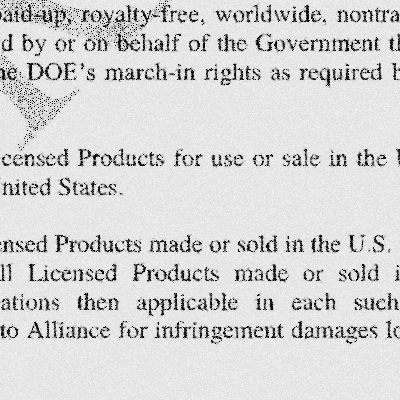 paid-up, royalty-free, worldwide, nontra
d by or on behalf of the Government th
he DOE's march-in rights as required b
icensed Products for use or sale in the U
nited States.
ensed Products made or sold in the U.S.
ll Licensed Products made or sold i
ations then applicable in each such
to Alliance for infringement damages lo